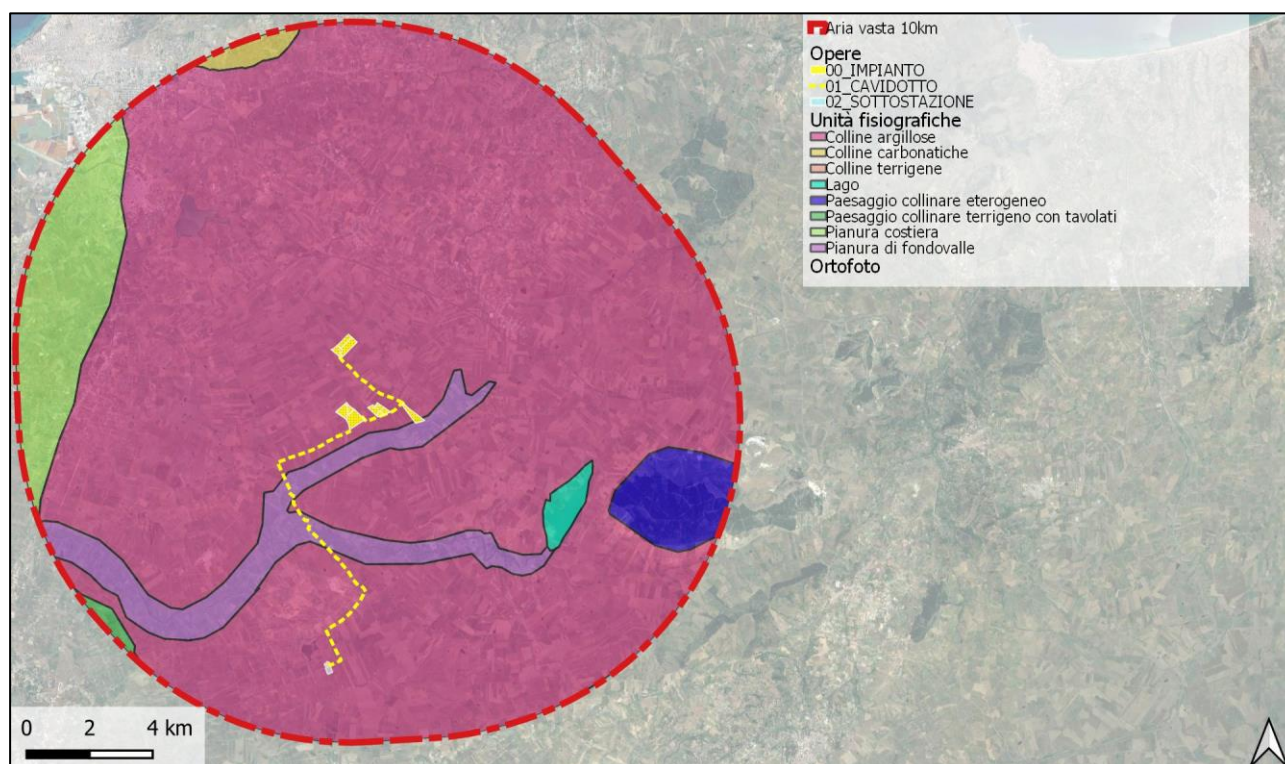 Aria vasta 10km
Opere
00_IMPIANTO
01_CAVIDOTTO
02_SOTTOSTAZIONE
Unità fisiografiche
Colline argillose
Colline carbonatiche
Colline terrigene
Lago
Paesaggio collinare eterogeneo
Paesaggio collinare terrigeno con tavolati
Pianura costiera
Pianura di fondovalle
Ortofoto
0 2 4 km